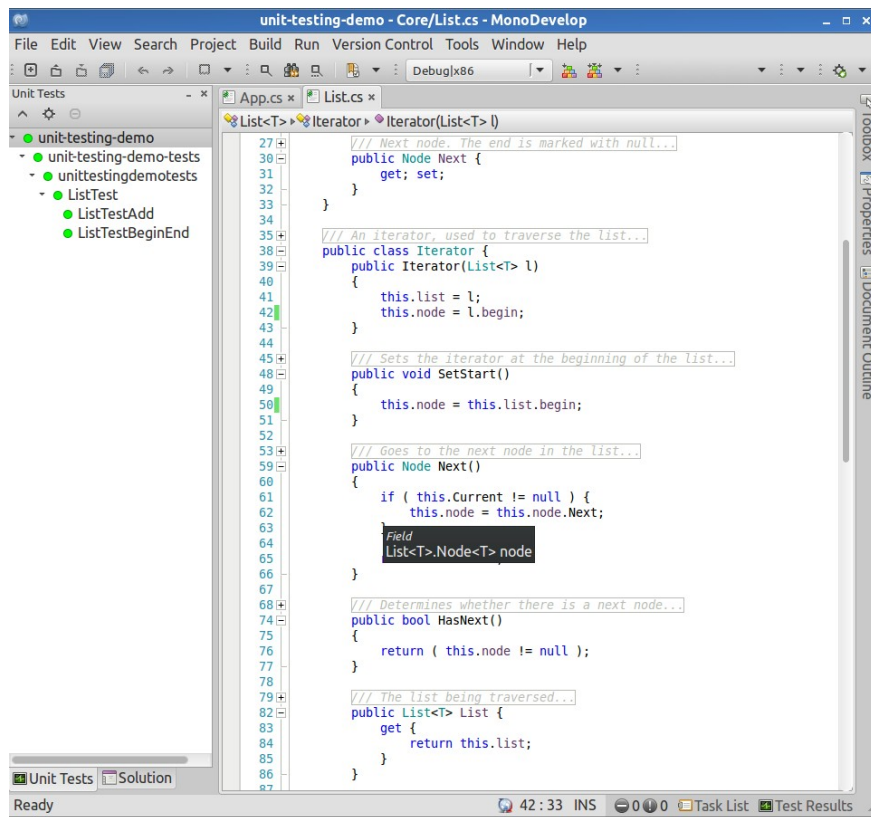 unit-testing-demo - Core/List.cs - MonoDevelop
File Edit View Search Project Build Run Version Control Tools Window Help
Debug|x86
Unit Tests
unit-testing-demo
unit-testing-demo-tests
unittestingdemotests
ListTest
ListTestAdd
ListTestBeginEnd
App.cs × List.cs ×
List<T> Iterator Iterator(List<T> l)
27 /// Next node. The end is marked with null...
30 public Node Next {
31 get; set;
32 }
33 }
34
35 /// An iterator, used to traverse the list...
38 public class Iterator {
39 public Iterator(List<T> l)
40 {
41 this.list = l;
42 this.node = l.begin;
43 }
44
45 /// Sets the iterator at the beginning of the list...
48 public void SetStart()
49 {
50 this.node = this.list.begin;
51 }
52
53 /// Goes to the next node in the list...
59 public Node Next()
60 {
61 if ( this.Current != null ) {
62 this.node = this.node.Next;
63
64
65
66 }
67
68 /// Determines whether there is a next node...
74 public bool HasNext()
75 {
76 return ( this.node != null );
77 }
78
79 /// The list being traversed...
82 public List<T> List {
83 get {
84 return this.list;
85 }
86 }
87
Field
List<T>.Node<T> node
Toolbox
Properties
Document Outline
Unit Tests Solution
Ready 42 : 33 INS 0 0 Task List Test Results